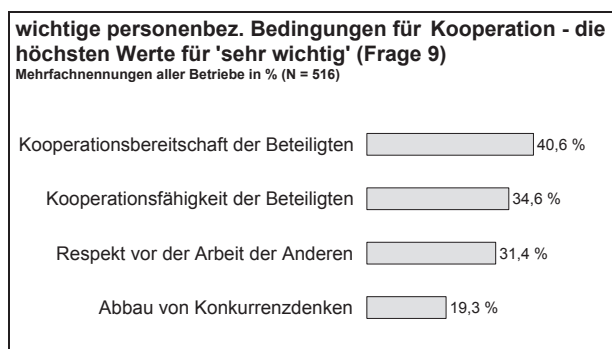 wichtige personenbez. Bedingungen für Kooperation - die
höchsten Werte für 'sehr wichtig' (Frage 9)
Mehrfachnennungen aller Betriebe in % (N = 516)
Kooperationsbereitschaft der Beteiligten 40,6 %
Kooperationsfähigkeit der Beteiligten 34,6 %
Respekt vor der Arbeit der Anderen 31,4 %
Abbau von Konkurrenzdenken 19,3 %